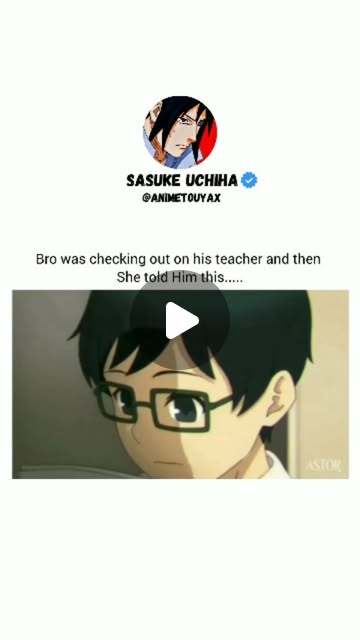 SASUKE UCHIHA
@ANIMETOUYAX
Bro was checking out on his teacher and then
She told Him this.....
ASTOR